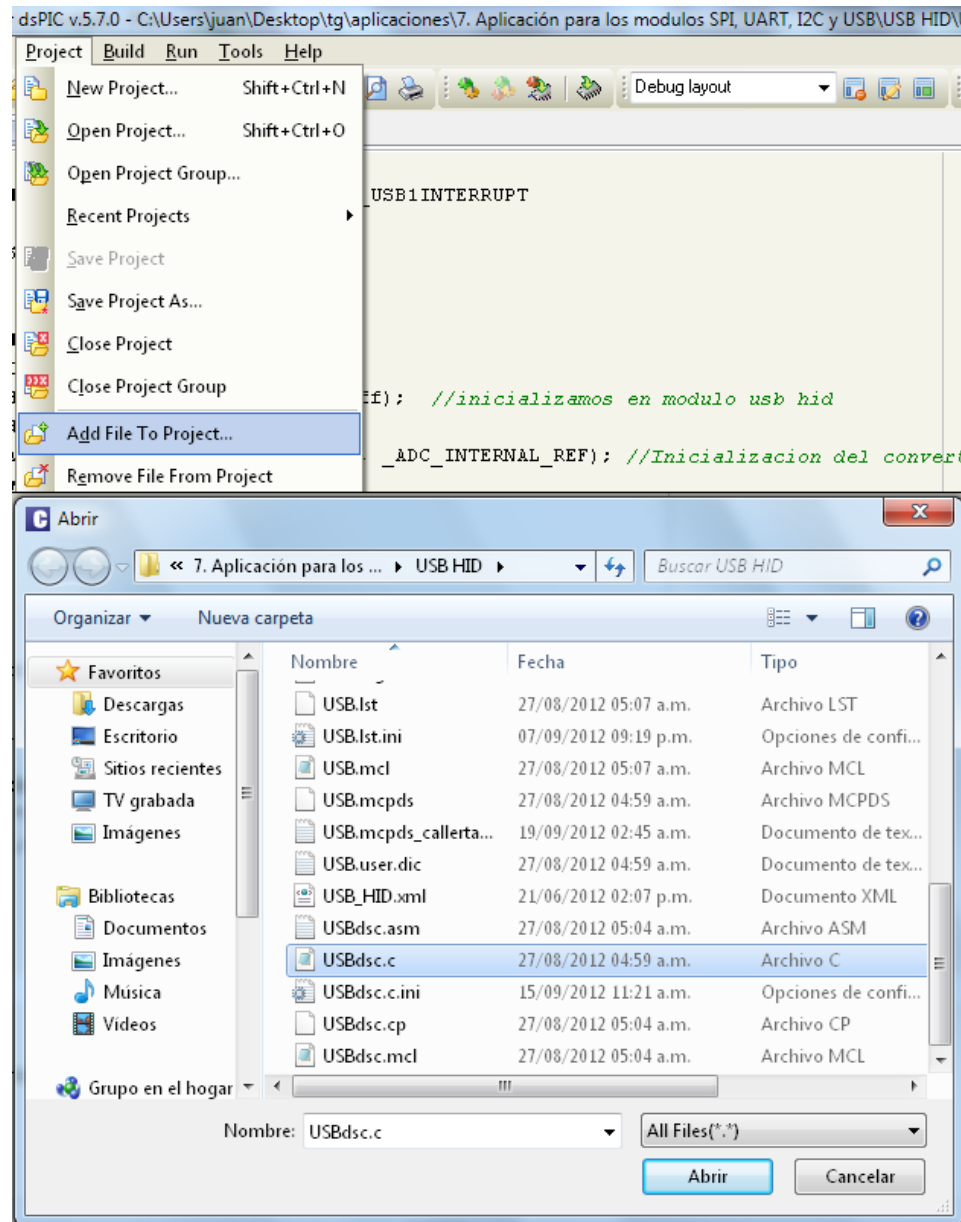 dsPIC v.5.7.0 - C:\Users\juan\Desktop\tg\aplicaciones\7. Aplicación para los modulos SPI, UART, I2C y USB\USB HID\
Project Build Run Tools Help
New Project... Shift+Ctrl+N
Debug layout
Open Project... Shift+Ctrl+O
Open Project Group...
_USB1INTERRUPT
Recent Projects
Save Project
Save Project As...
Close Project
Close Project Group
ff); //inicializamos en modulo usb hid
Add File To Project...
_ADC_INTERNAL_REF); //Inicializacion del convert
Remove File From Project
Abrir
« 7. Aplicación para los ... USB HID
Buscar USB HID
Organizar Nueva carpeta
Nombre Fecha Tipo
Favoritos
Descargas
Escritorio
Sitios recientes
TV grabada
Imágenes
Bibliotecas
Documentos
Imágenes
Música
Vídeos
Grupo en el hogar
USB.lst 27/08/2012 05:07 a.m. Archivo LST
USB.lst.ini 07/09/2012 09:19 p.m. Opciones de confi...
USB.mcl 27/08/2012 05:07 a.m. Archivo MCL
USB.mcpds 27/08/2012 04:59 a.m. Archivo MCPDS
USB.mcpds_callerta... 19/09/2012 02:45 a.m. Documento de tex...
USB.user.dic 27/08/2012 04:59 a.m. Documento de tex...
USB_HID.xml 21/06/2012 02:07 p.m. Documento XML
USBdsc.asm 27/08/2012 05:04 a.m. Archivo ASM
USBdsc.c 27/08/2012 04:59 a.m. Archivo C
USBdsc.c.ini 15/09/2012 11:21 a.m. Opciones de confi...
USBdsc.cp 27/08/2012 05:04 a.m. Archivo CP
USBdsc.mcl 27/08/2012 05:04 a.m. Archivo MCL
Nombre: USBdsc.c All Files(*.*)
Abrir Cancelar